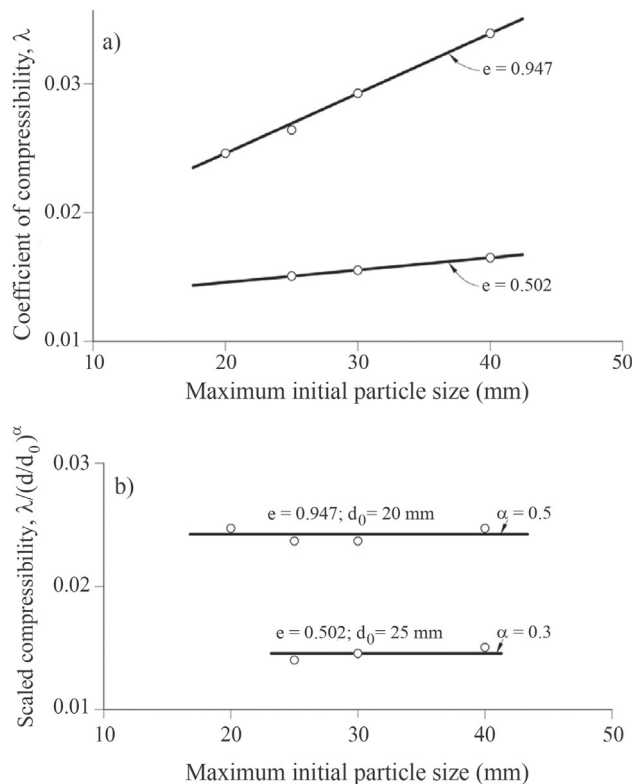 a)
Coefficient of compressibility, λ
0.03
0.02
0.01
e = 0.947
e = 0.502
10 20 30 40 50
Maximum initial particle size (mm)
b)
Scaled compressibility, λ/(d/d₀)^α
0.03
0.02
0.01
e = 0.947; d₀= 20 mm
α = 0.5
e = 0.502; d₀= 25 mm
α = 0.3
10 20 30 40 50
Maximum initial particle size (mm)